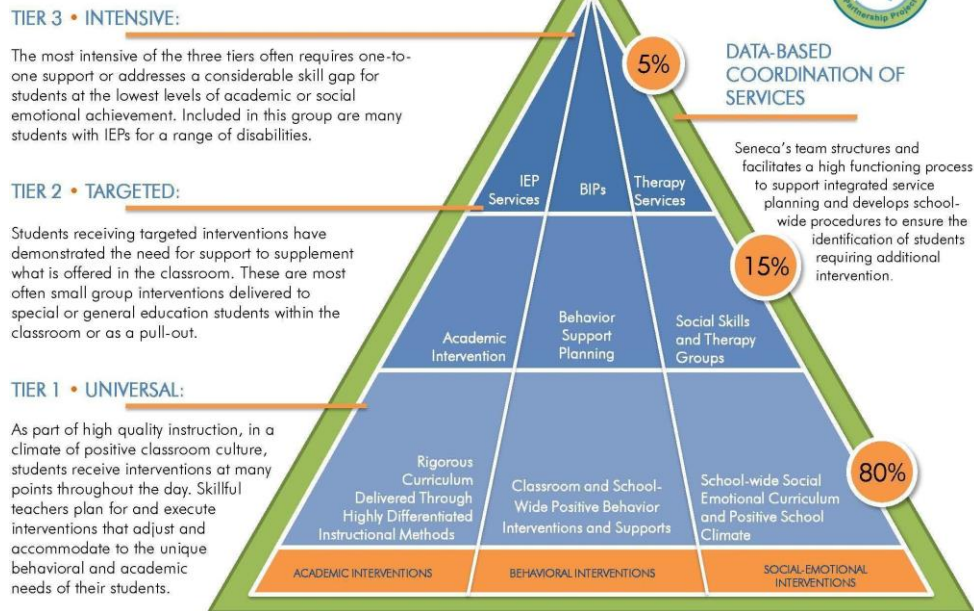 TIER 3 • INTENSIVE:
The most intensive of the three tiers often requires one-to-
one support or addresses a considerable skill gap for
students at the lowest levels of academic or social
emotional achievement. Included in this group are many
students with IEPs for a range of disabilities.
TIER 2 • TARGETED:
Students receiving targeted interventions have
demonstrated the need for support to supplement
what is offered in the classroom. These are most
often small group interventions delivered to
special or general education students within the
classroom or as a pull-out.
TIER 1 • UNIVERSAL:
As part of high quality instruction, in a
climate of positive classroom culture,
students receive interventions at many
points throughout the day. Skillful
teachers plan for and execute
interventions that adjust and
accommodate to the unique
behavioral and academic
needs of their students.
5%
IEP
Services
BIPs
Therapy
Services
15%
Academic
Intervention
Behavior
Support
Planning
Social Skills
and Therapy
Groups
80%
Rigorous
Curriculum
Delivered Through
Highly Differentiated
Instructional Methods
Classroom and School-
Wide Positive Behavior
Interventions and Supports
School-wide Social
Emotional Curriculum
and Positive School
Climate
ACADEMIC INTERVENTIONS
BEHAVIORAL INTERVENTIONS
SOCIAL-EMOTIONAL
INTERVENTIONS
Partnership Project
DATA-BASED
COORDINATION OF
SERVICES
Seneca's team structures and
facilitates a high functioning process
to support integrated service
planning and develops school-
wide procedures to ensure the
identification of students
requiring additional
intervention.